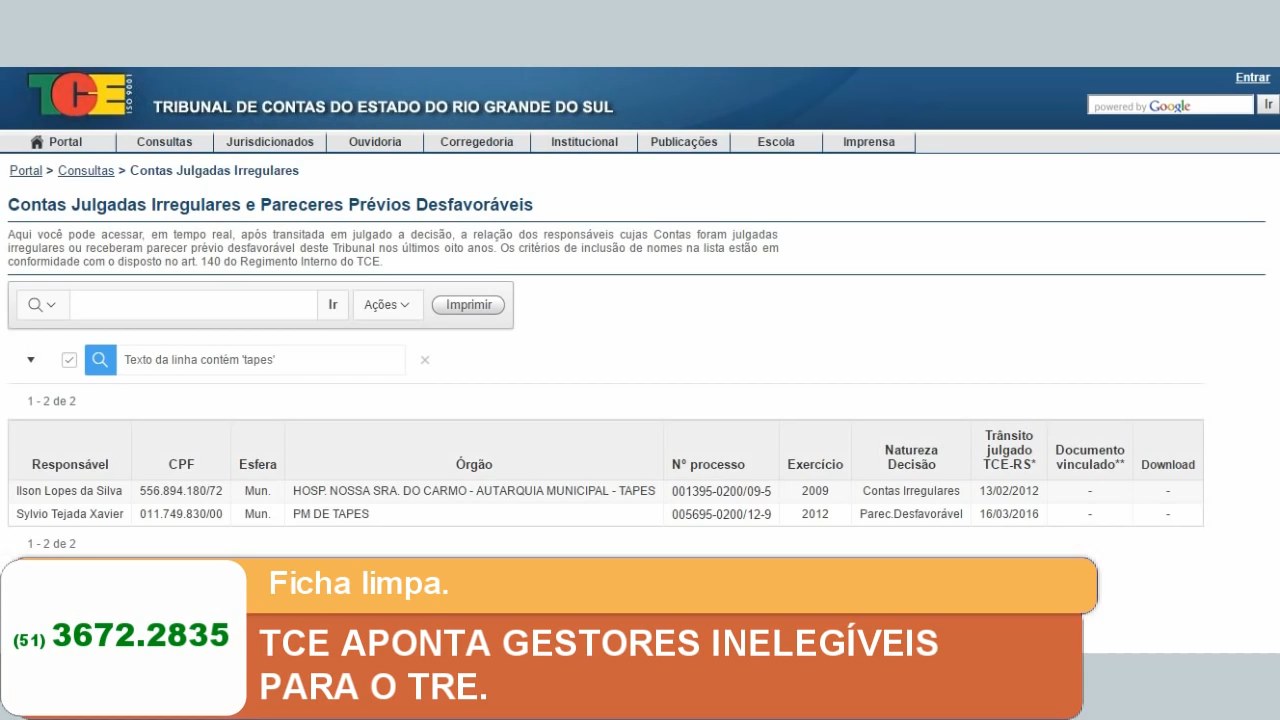 Entrar
TCE ISO 9001
TRIBUNAL DE CONTAS DO ESTADO DO RIO GRANDE DO SUL
powered by Google Ir
Portal Consultas Jurisdicionados Ouvidoria Corregedoria Institucional Publicações Escola Imprensa
Portal > Consultas > Contas Julgadas Irregulares
Contas Julgadas Irregulares e Pareceres Prévios Desfavoráveis
Aqui você pode acessar, em tempo real, após transitada em julgado a decisão, a relação dos responsáveis cujas Contas foram julgadas
irregulares ou receberam parecer prévio desfavorável deste Tribunal nos últimos oito anos. Os critérios de inclusão de nomes na lista estão em
conformidade com o disposto no art. 140 do Regimento Interno do TCE.
Ir Ações Imprimir
Texto da linha contém 'tapes'
1 - 2 de 2
Responsável CPF Esfera Órgão Nº processo Exercício Natureza Decisão Trânsito julgado TCE-RS* Documento vinculado** Download
Ilson Lopes da Silva 556.894.180/72 Mun. HOSP. NOSSA SRA. DO CARMO - AUTARQUIA MUNICIPAL - TAPES 001395-0200/09-5 2009 Contas Irregulares 13/02/2012 - -
Sylvio Tejada Xavier 011.749.830/00 Mun. PM DE TAPES 005695-0200/12-9 2012 Parec.Desfavorável 16/03/2016 - -
1 - 2 de 2
Ficha limpa.
(51) 3672.2835
TCE APONTA GESTORES INELEGÍVEIS
PARA O TRE.